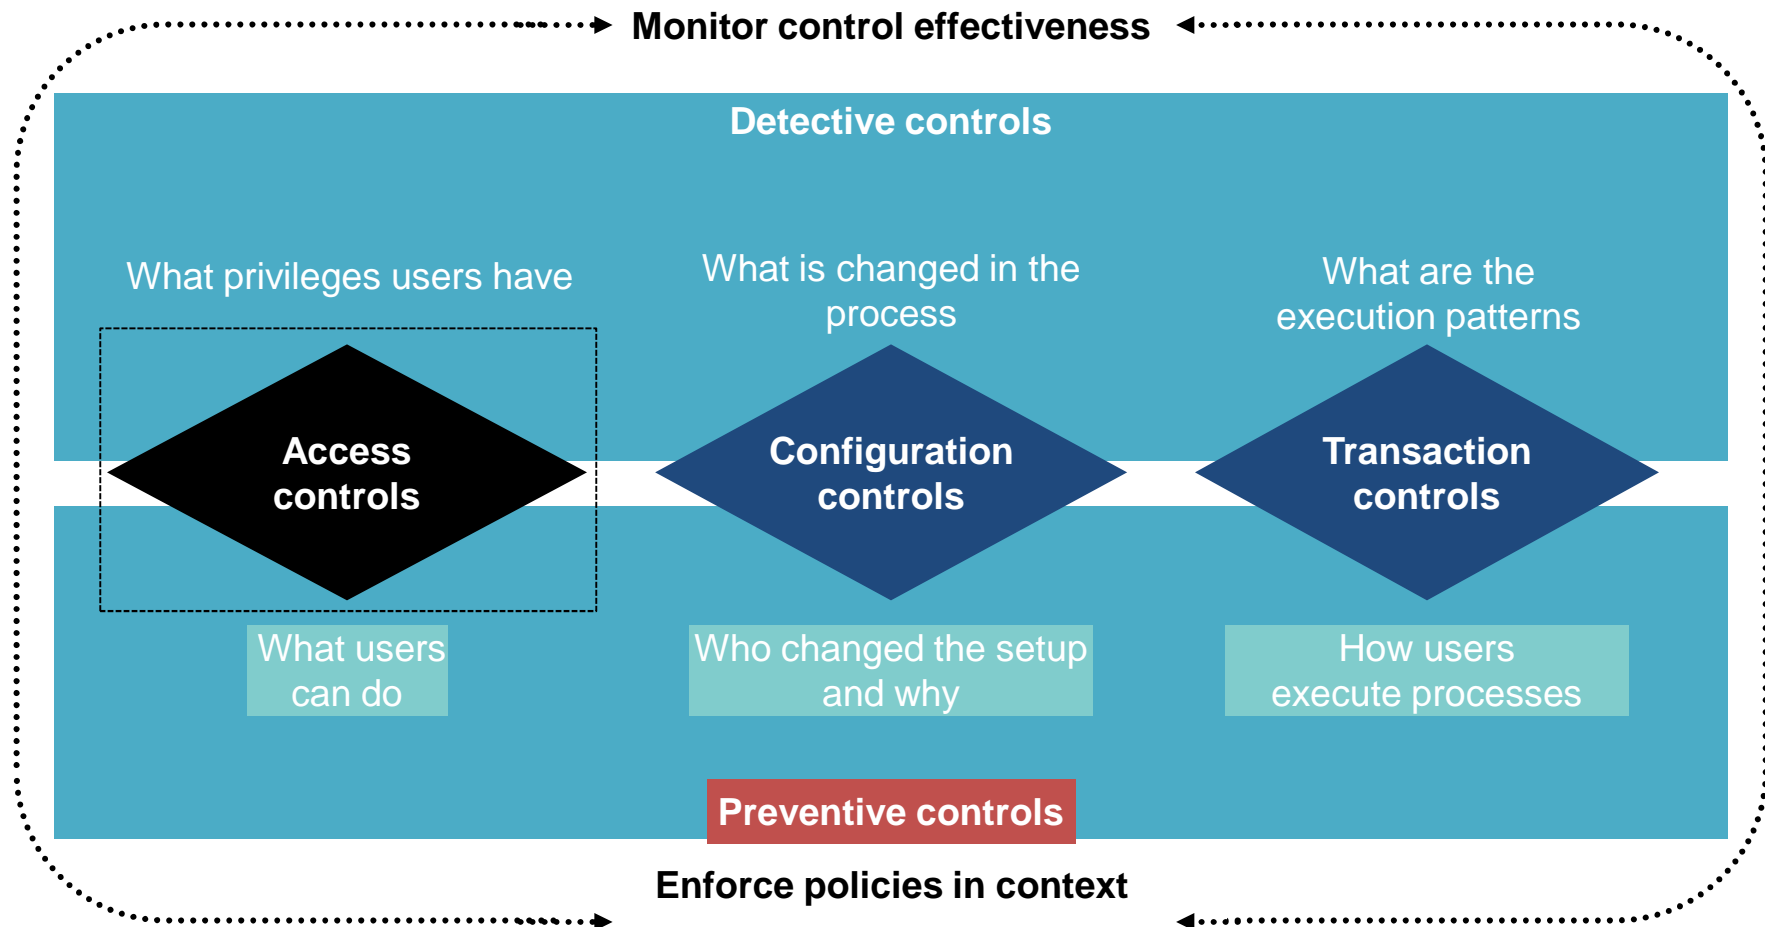 Monitor control effectiveness
Detective controls
What privileges users have
What is changed in the
process
What are the
execution patterns
Access
controls
Configuration
controls
Transaction
controls
What users
can do
Who changed the setup
and why
How users
execute processes
Preventive controls
Enforce policies in context